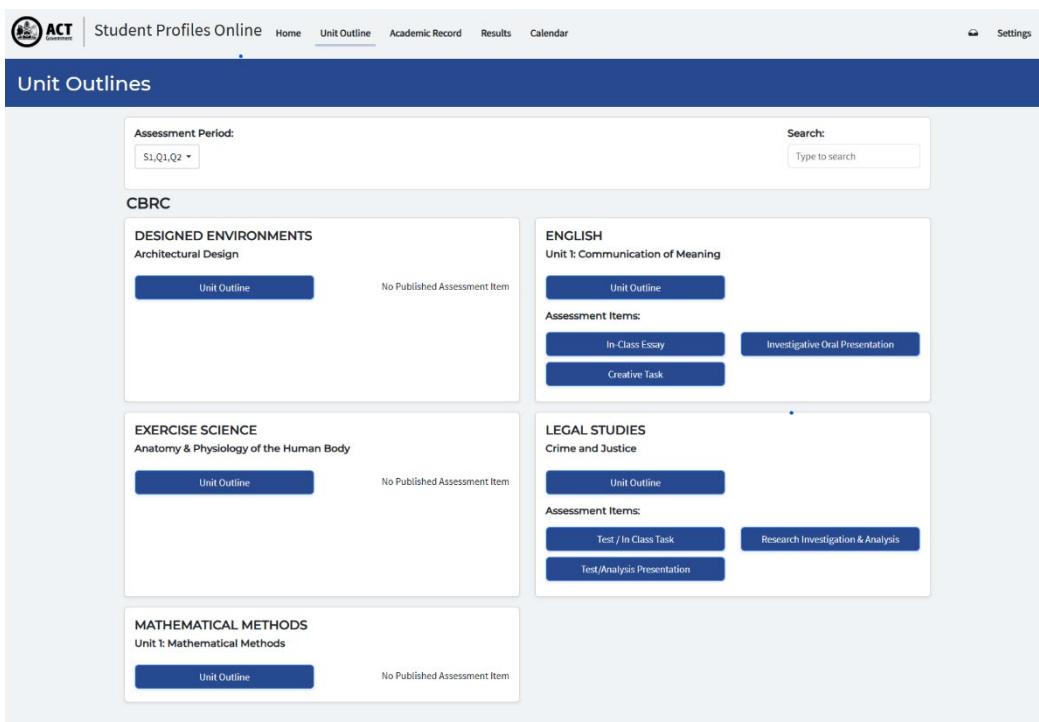 ACT
Government
Student Profiles Online
Home
Unit Outline
Academic Record
Results
Calendar
Settings
Unit Outlines
Assessment Period:
S1,Q1,Q2
Search:
Type to search
CBRC
DESIGNED ENVIRONMENTS
Architectural Design
Unit Outline
No Published Assessment Item
ENGLISH
Unit 1: Communication of Meaning
Unit Outline
Assessment Items:
In-Class Essay
Investigative Oral Presentation
Creative Task
EXERCISE SCIENCE
Anatomy & Physiology of the Human Body
Unit Outline
No Published Assessment Item
LEGAL STUDIES
Crime and Justice
Unit Outline
Assessment Items:
Test / In Class Task
Research Investigation & Analysis
Test/Analysis Presentation
MATHEMATICAL METHODS
Unit 1: Mathematical Methods
Unit Outline
No Published Assessment Item